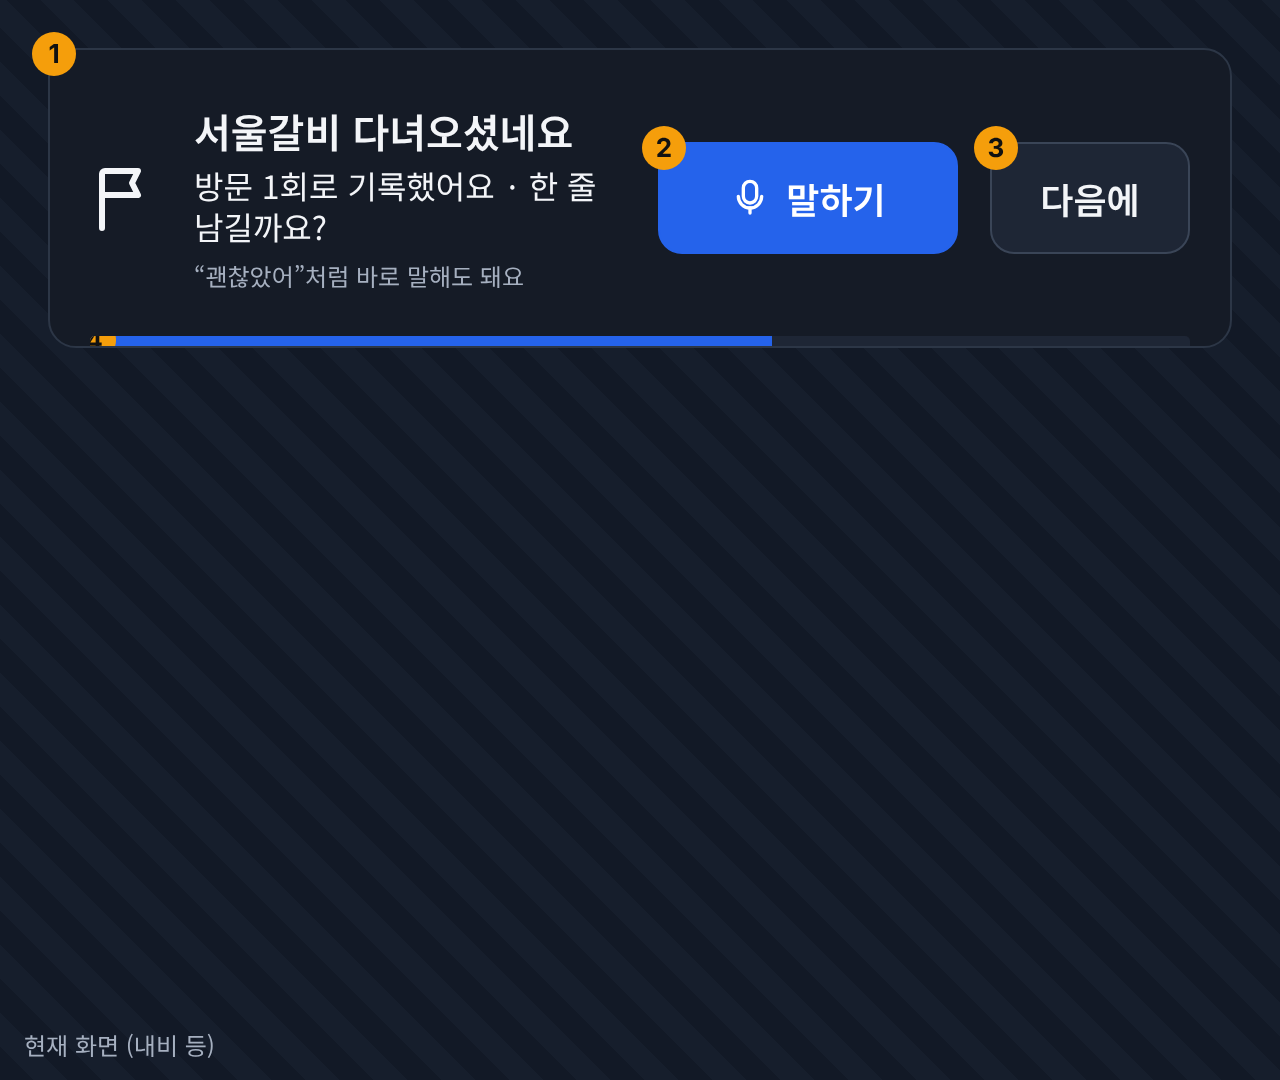 1
서울갈비 다녀오셨네요
방문 1회로 기록했어요 · 한 줄
남길까요?
“괜찮았어”처럼 바로 말해도 돼요
2
말하기
3
다음에
현재 화면 (내비 등)